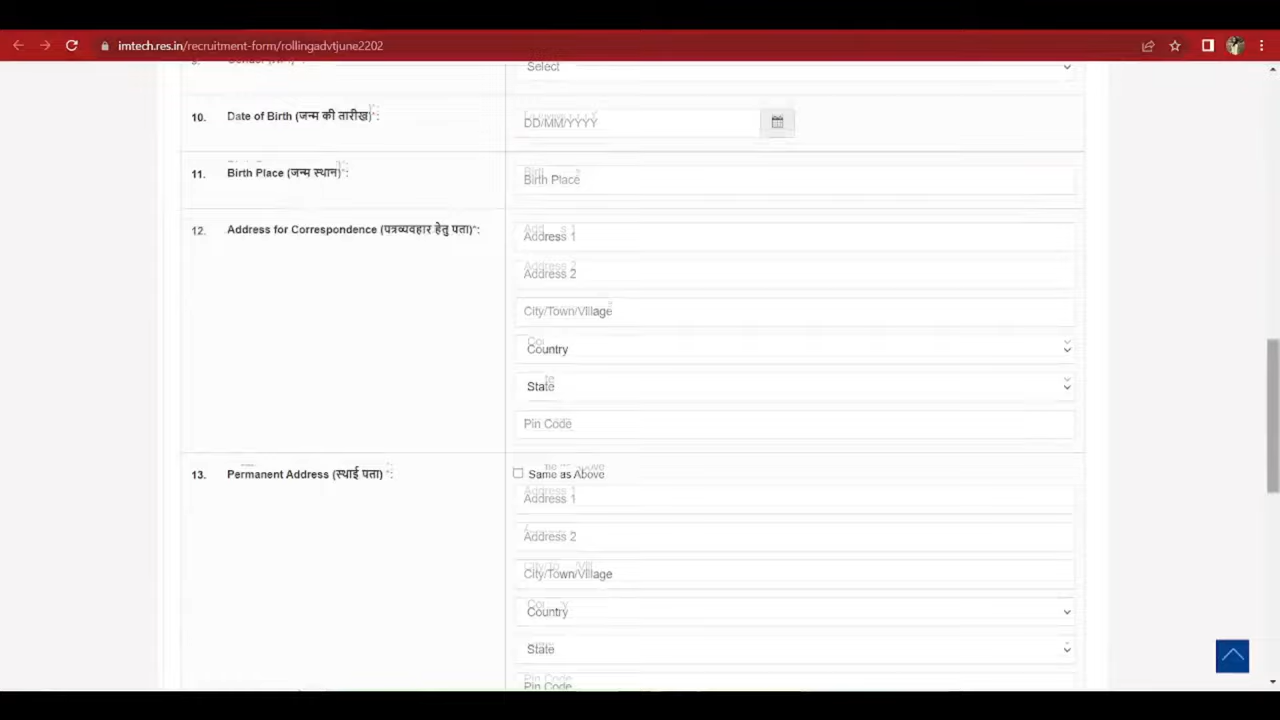 imtech.res.in/recruitment-form/rollingadvtjune2202
Select
10. Date of Birth (जन्म की तारीख)*: DD/MM/YYYY
11. Birth Place (जन्म स्थान)*: Birth Place
12. Address for Correspondence (पत्रव्यवहार हेतु पता)*: Address 1
Address 2
City/Town/Village
Country
State
Pin Code
13. Permanent Address (स्थाई पता) *: Same as Above
Address 1
Address 2
City/Town/Village
Country
State
Pin Code